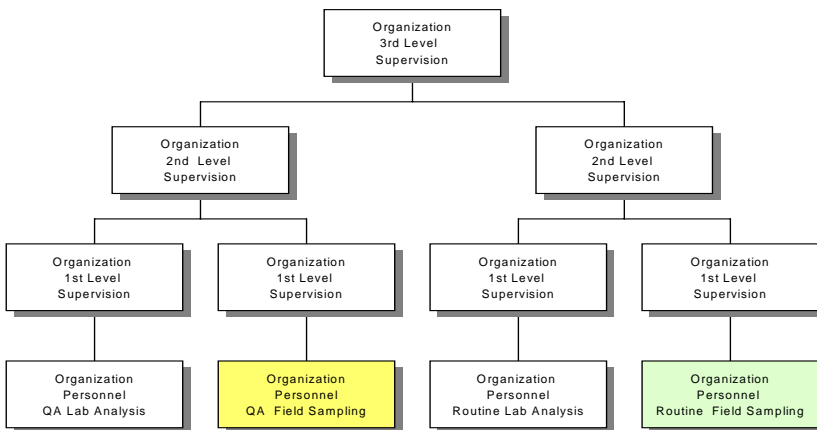 Organization
3rd Level
Supervision
Organization
2nd Level
Supervision
Organization
2nd Level
Supervision
Organization
1st Level
Supervision
Organization
1st Level
Supervision
Organization
1st Level
Supervision
Organization
1st Level
Supervision
Organization
Personnel
QA Lab Analysis
Organization
Personnel
QA Field Sampling
Organization
Personnel
Routine Lab Analysis
Organization
Personnel
Routine Field Sampling